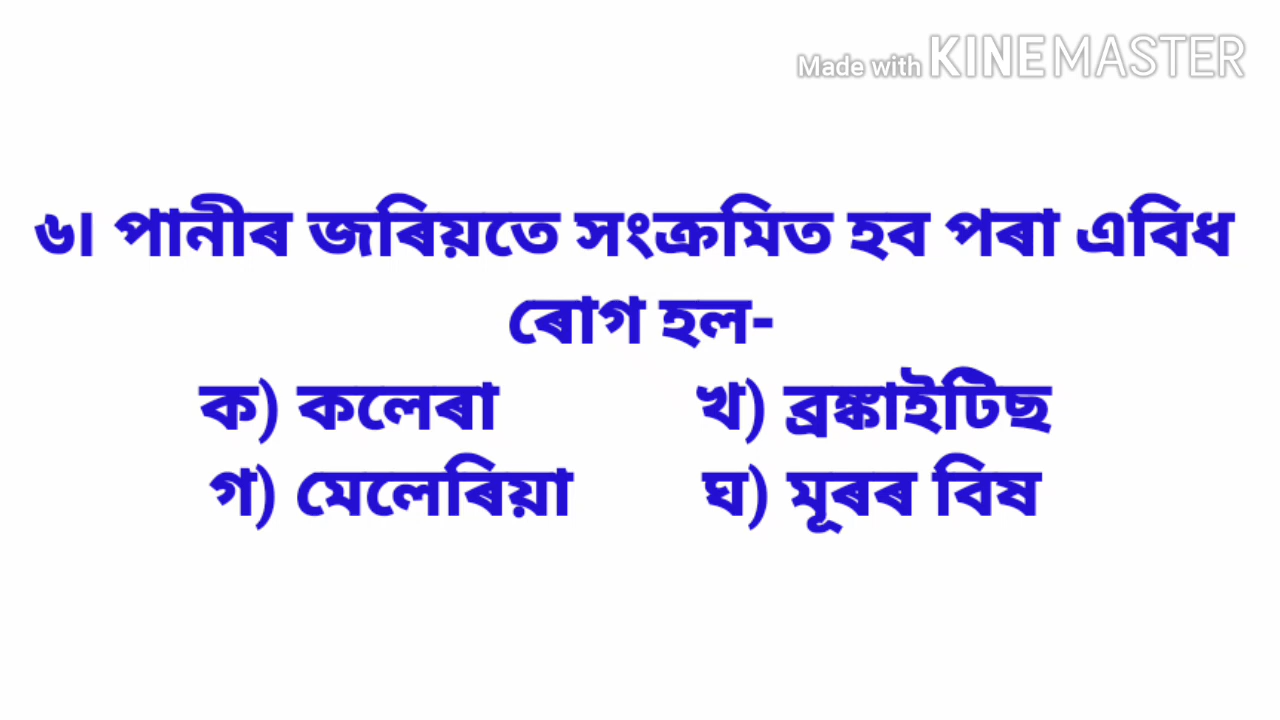 Made with KINEMASTER
৬। পানীৰ জৰিয়তে সংক্ৰমিত হব পৰা এবিধ
ৰোগ হল-
ক) কলেৰা খ) ব্ৰঙ্কাইটিছ
গ) মেলেৰিয়া ঘ) মূৰৰ বিষ